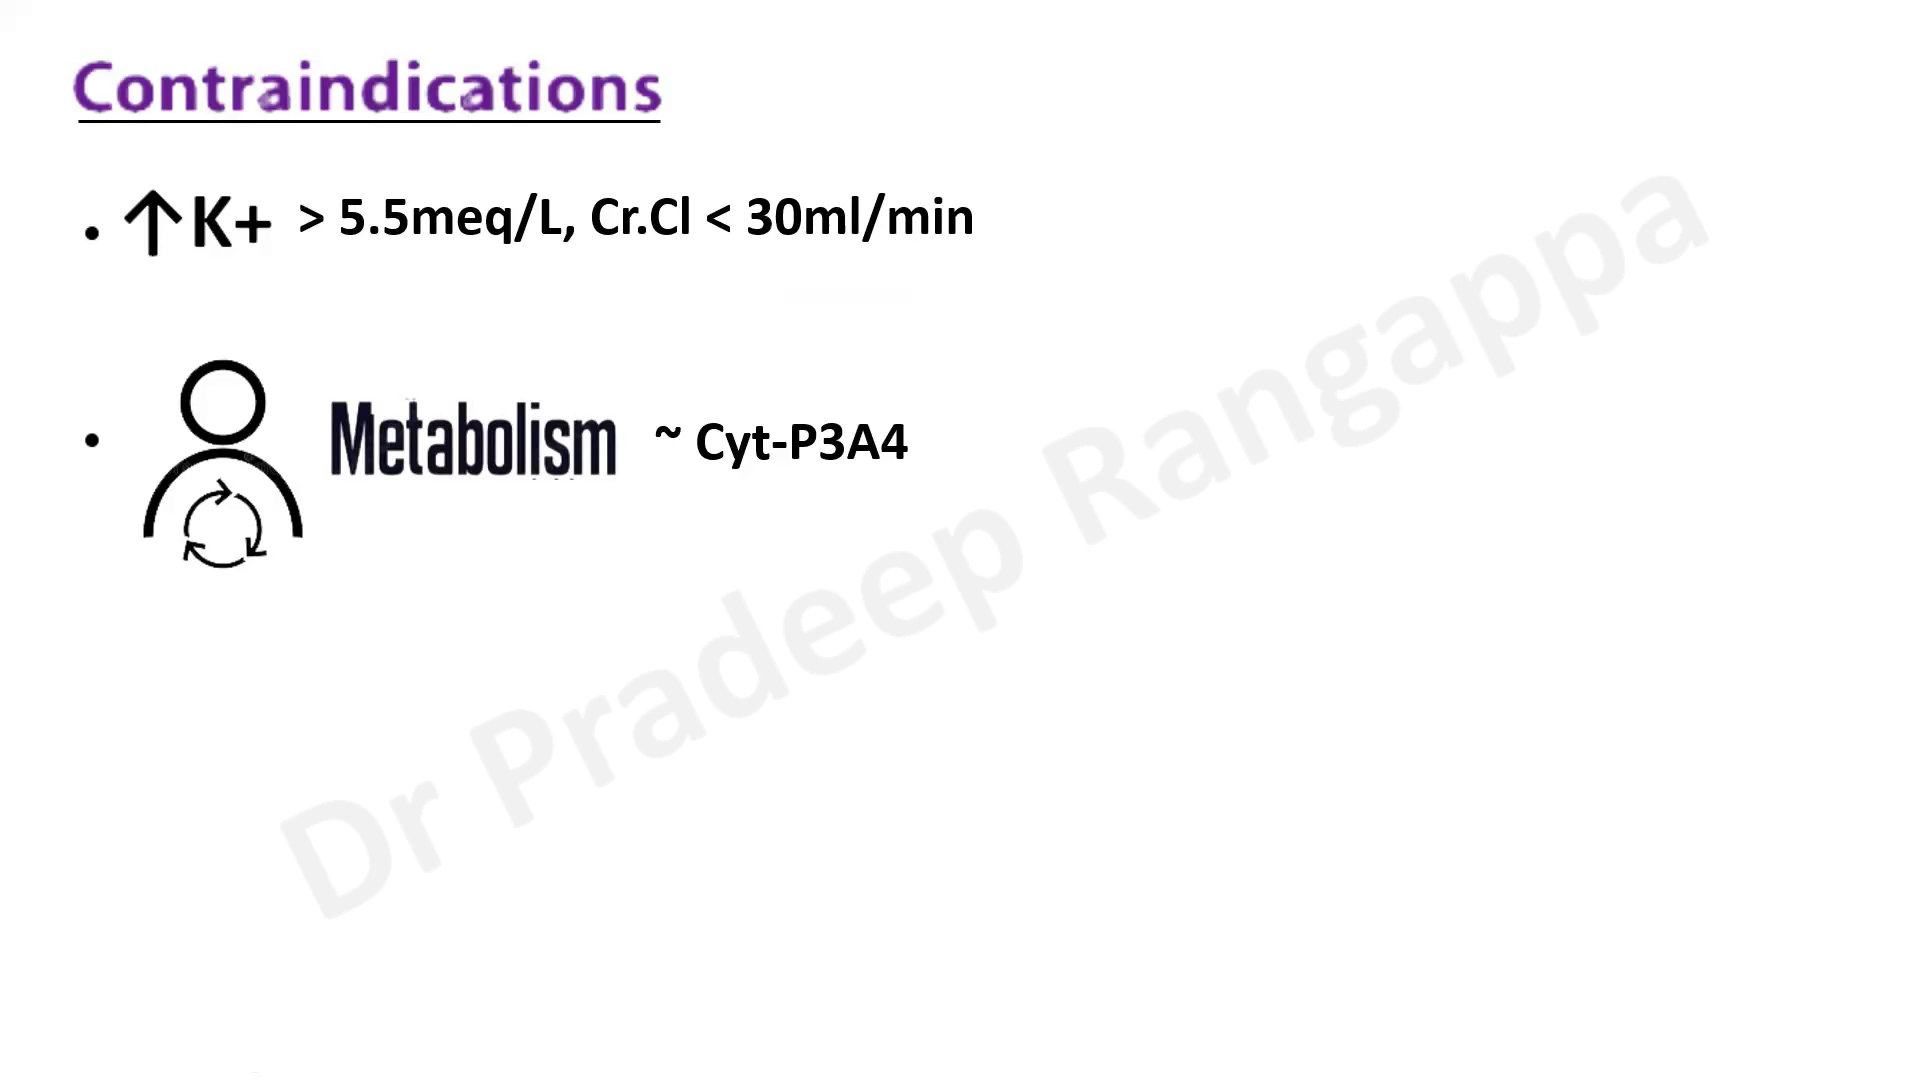 Contraindications
• ↑K+ > 5.5meq/L, Cr.Cl < 30ml/min
• Metabolism ~ Cyt-P3A4
Dr Pradeep Rangappa